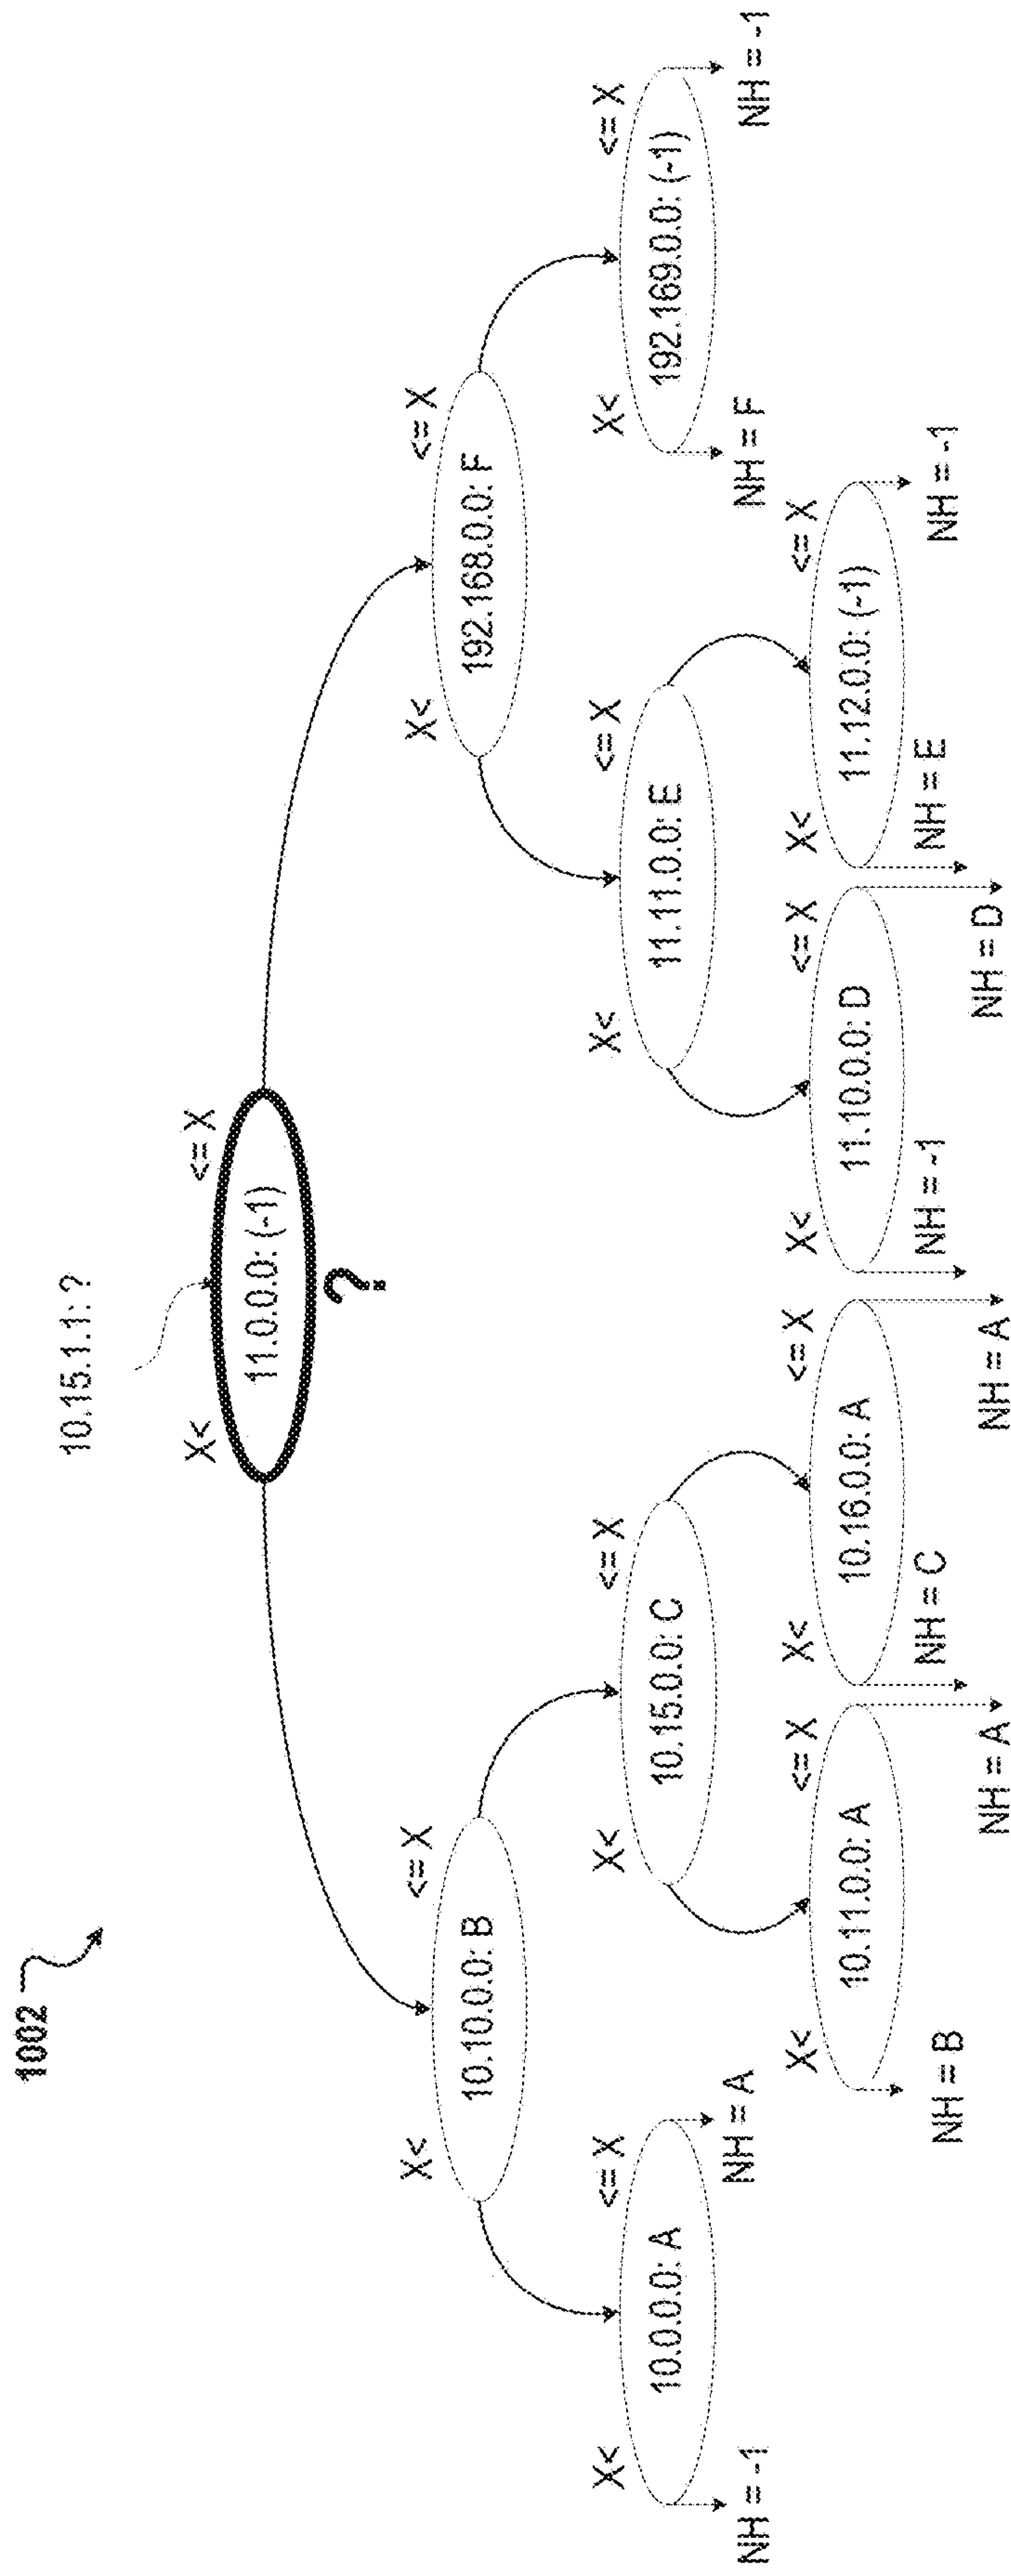 1002
10.15.1.1: ?
X<
<= X
11.0.0.0: (-1)
?
X<
<= X
10.10.0.0: B
X<
<= X
192.168.0.0: F
X<
<= X
10.0.0.0: A
NH = -1
NH = A
X<
<= X
10.15.0.0: C
X<
<= X
11.11.0.0: E
X<
<= X
192.169.0.0: (-1)
NH = F
NH = -1
X<
<= X
10.11.0.0: A
NH = B
NH = A
X<
<= X
10.16.0.0: A
NH = C
NH = A
X<
<= X
11.10.0.0: D
NH = -1
NH = D
X<
<= X
11.12.0.0: (-1)
NH = E
NH = -1